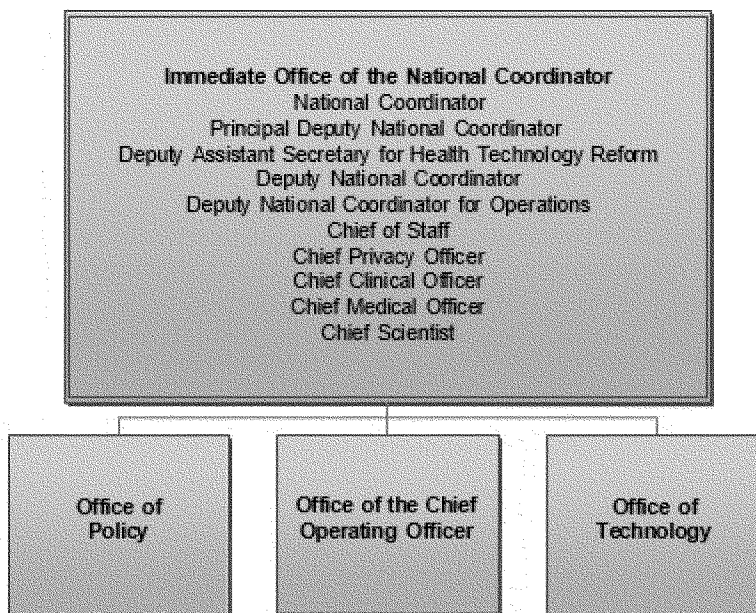 Immediate Office of the National Coordinator
National Coordinator
Principal Deputy National Coordinator
Deputy Assistant Secretary for Health Technology Reform
Deputy National Coordinator
Deputy National Coordinator for Operations
Chief of Staff
Chief Privacy Officer
Chief Clinical Officer
Chief Medical Officer
Chief Scientist
Office of
Policy
Office of the Chief
Operating Officer
Office of
Technology